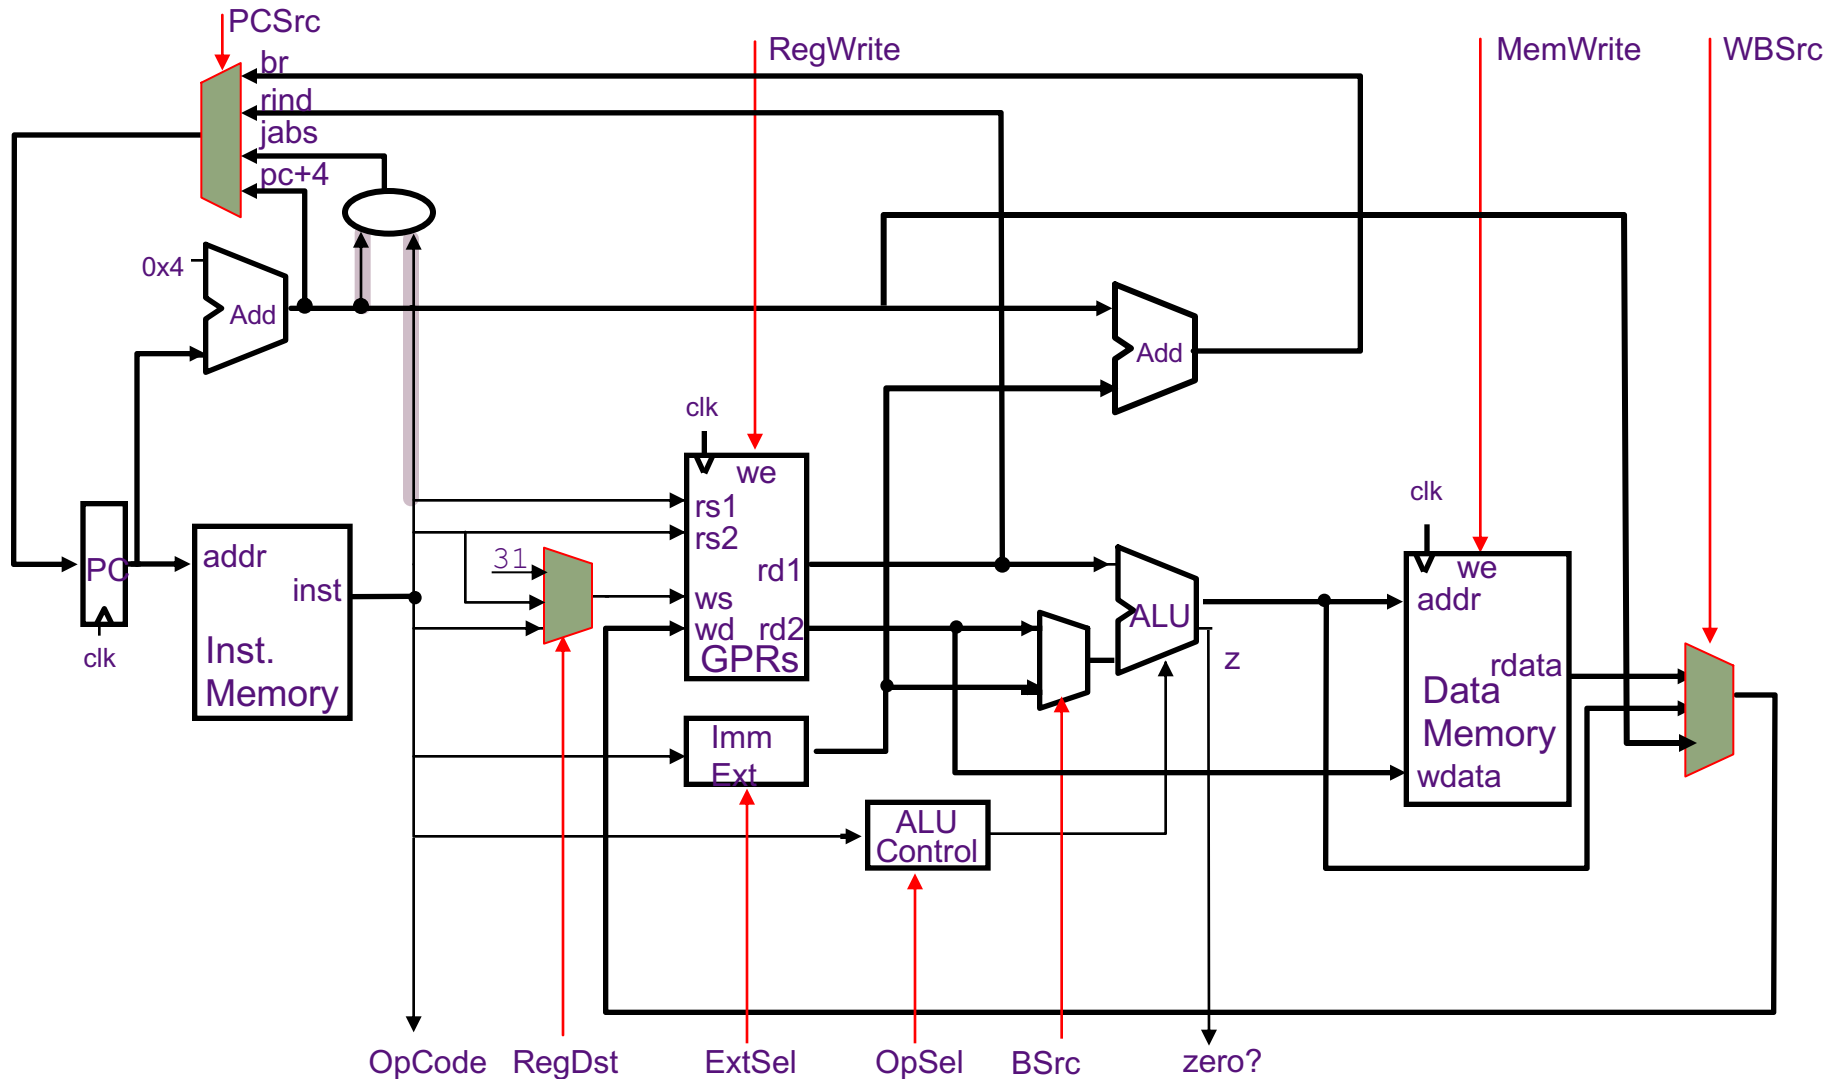 PCSrc
RegWrite
MemWrite
WBSrc
br
rind
jabs
pc+4
0x4
Add
Add
clk
we
rs1
rs2
rd1
ws
wd
rd2
GPRs
31
clk
we
addr
rdata
Data
Memory
wdata
PC
clk
addr
inst
Inst.
Memory
ALU
z
Imm
Ext
ALU
Control
OpCode
RegDst
ExtSel
OpSel
BSrc
zero?